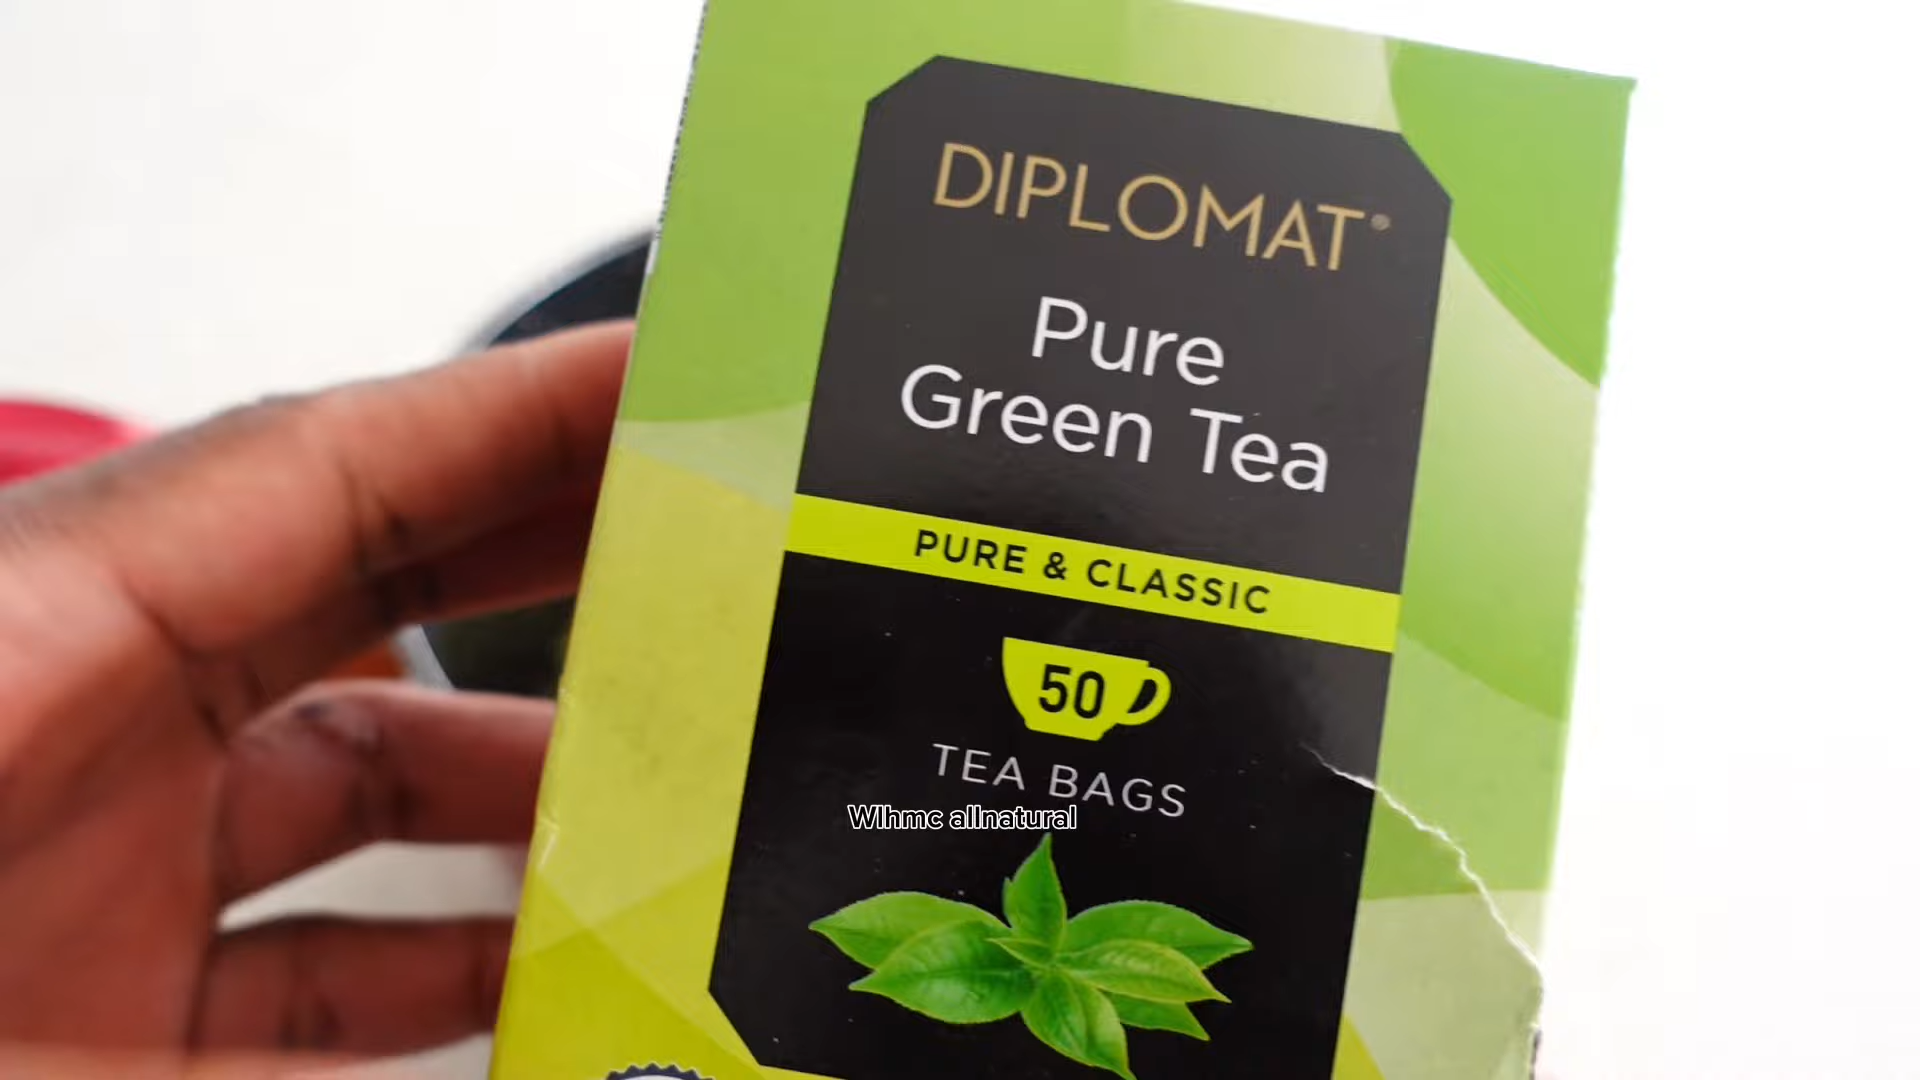 DIPLOMAT®
Pure
Green Tea
PURE & CLASSIC
50
TEA BAGS
Wlhmc allnatural